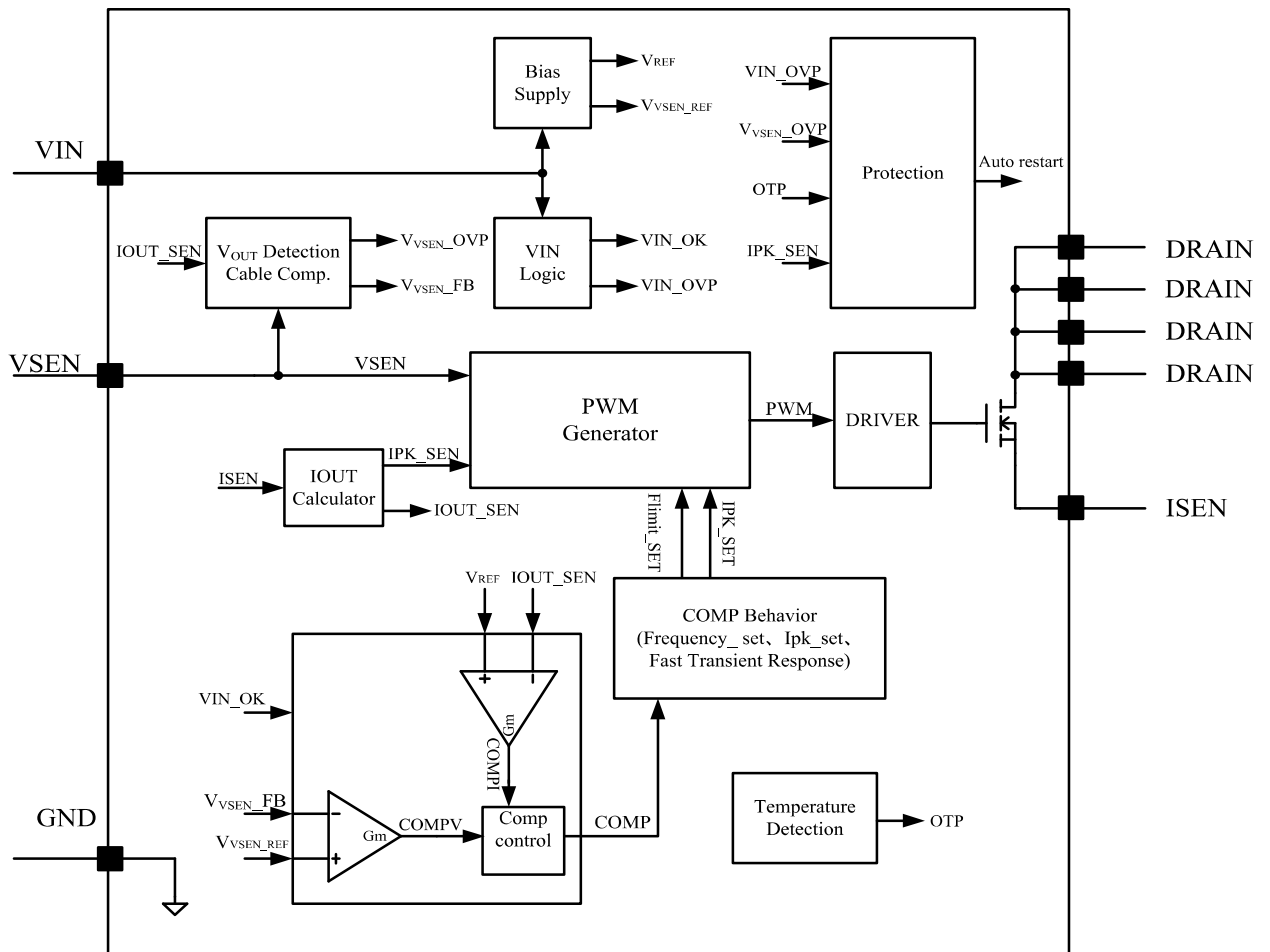 VIN
Bias
Supply
VREF
VVSEN_REF
VIN_OVP
VVSEN_OVP
OTP
IPK_SEN
Protection
Auto restart
IOUT_SEN
VOUT Detection
Cable Comp.
VVSEN_OVP
VVSEN_FB
VIN
Logic
VIN_OK
VIN_OVP
DRAIN
DRAIN
DRAIN
DRAIN
VSEN
VSEN
PWM
Generator
PWM
DRIVER
ISEN
IOUT
Calculator
IPK_SEN
IOUT_SEN
ISEN
Flimit_SET
IPK_SET
VREF
IOUT_SEN
COMP Behavior
(Frequency_ set、Ipk_set、
Fast Transient Response)
+
−
Gm
COMPI
VIN_OK
VVSEN_FB
VVSEN_REF
−
+
Gm
COMPV
Comp
control
COMP
Temperature
Detection
OTP
GND